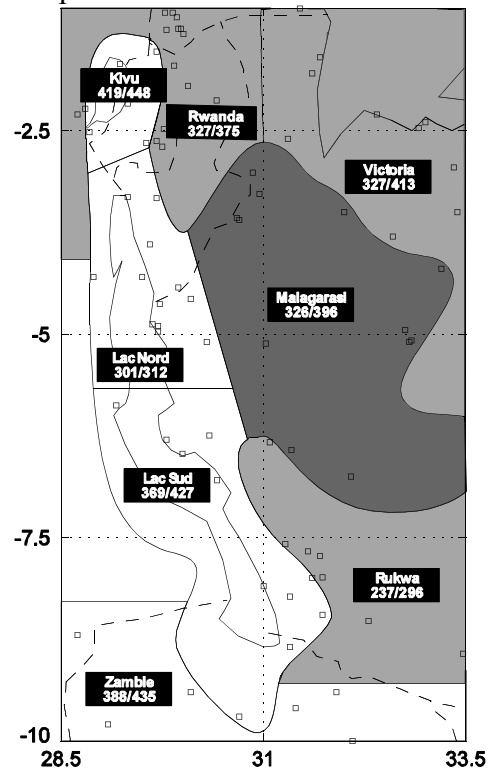 Kivu
419/448
Rwanda
327/375
-2.5
Victoria
327/413
Malagarasi
326/396
-5
Lac Nord
301/312
Lac Sud
369/427
-7.5
Rukwa
237/296
Zambie
388/435
-10
28.5
31
33.5